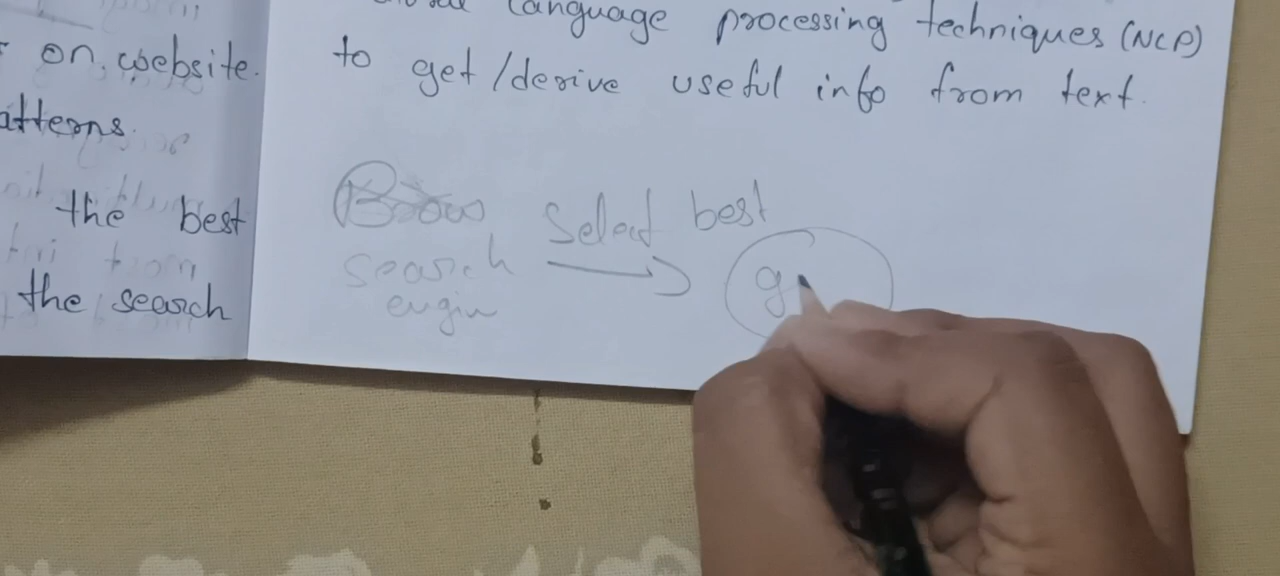 on website.
atterns.
the best
the search
language processing techniques (NLP)
to get/derive useful info from text.
search
engin
Select best
g